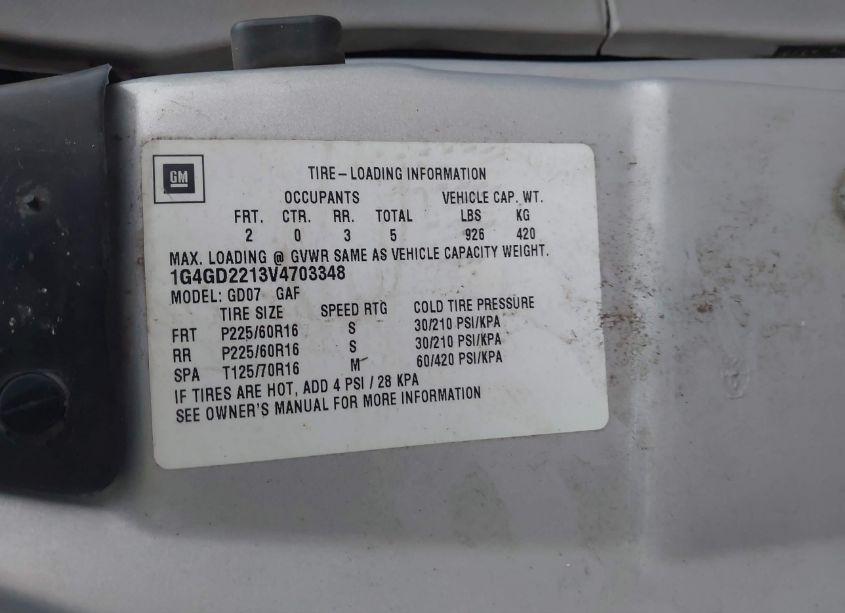 GM
TIRE–LOADING INFORMATION
OCCUPANTS VEHICLE CAP. WT.
FRT. CTR. RR. TOTAL LBS KG
2 0 3 5 926 420
MAX. LOADING @ GVWR SAME AS VEHICLE CAPACITY WEIGHT.
1G4GD2213V4703348
MODEL: GD07 GAF
TIRE SIZE SPEED RTG COLD TIRE PRESSURE
FRT P225/60R16 S 30/210 PSI/KPA
RR P225/60R16 S 30/210 PSI/KPA
SPA T125/70R16 M 60/420 PSI/KPA
IF TIRES ARE HOT, ADD 4 PSI / 28 KPA
SEE OWNER'S MANUAL FOR MORE INFORMATION